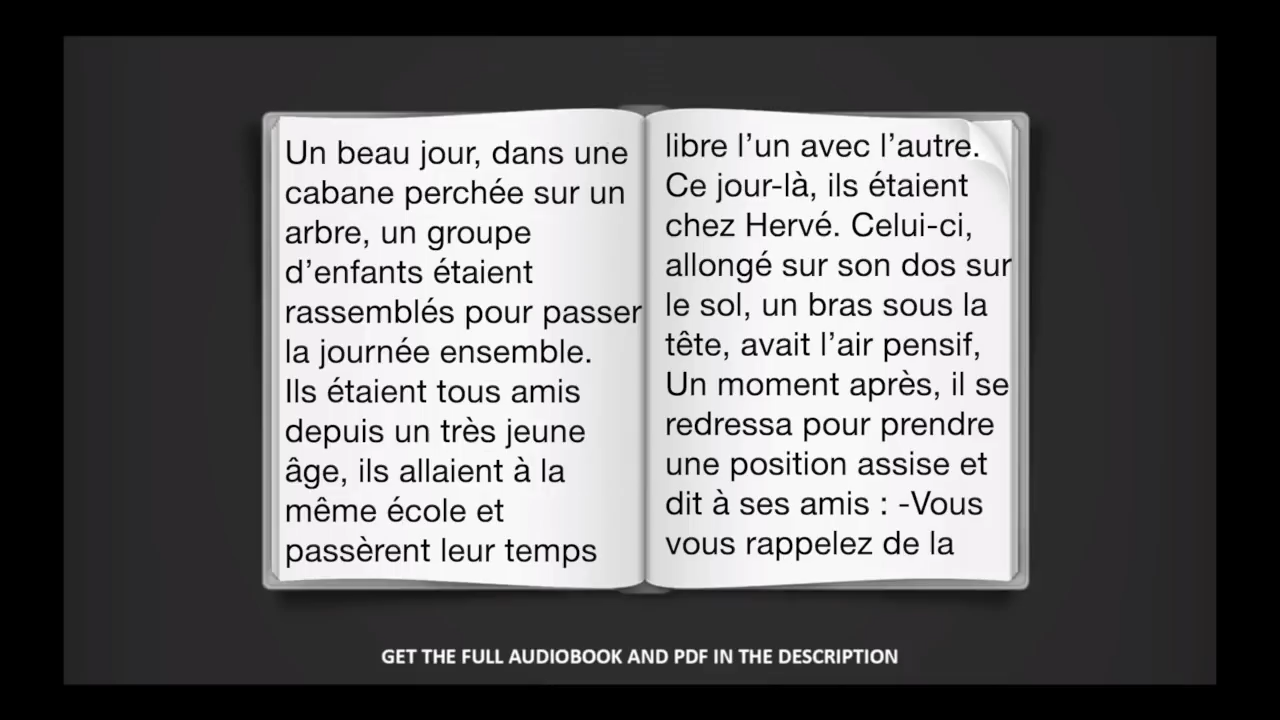 Un beau jour, dans une
cabane perchée sur un
arbre, un groupe
d’enfants étaient
rassemblés pour passer
la journée ensemble.
Ils étaient tous amis
depuis un très jeune
âge, ils allaient à la
même école et
passèrent leur temps
libre l’un avec l’autre.
Ce jour-là, ils étaient
chez Hervé. Celui-ci,
allongé sur son dos sur
le sol, un bras sous la
tête, avait l’air pensif,
Un moment après, il se
redressa pour prendre
une position assise et
dit à ses amis : -Vous
vous rappelez de la
GET THE FULL AUDIOBOOK AND PDF IN THE DESCRIPTION